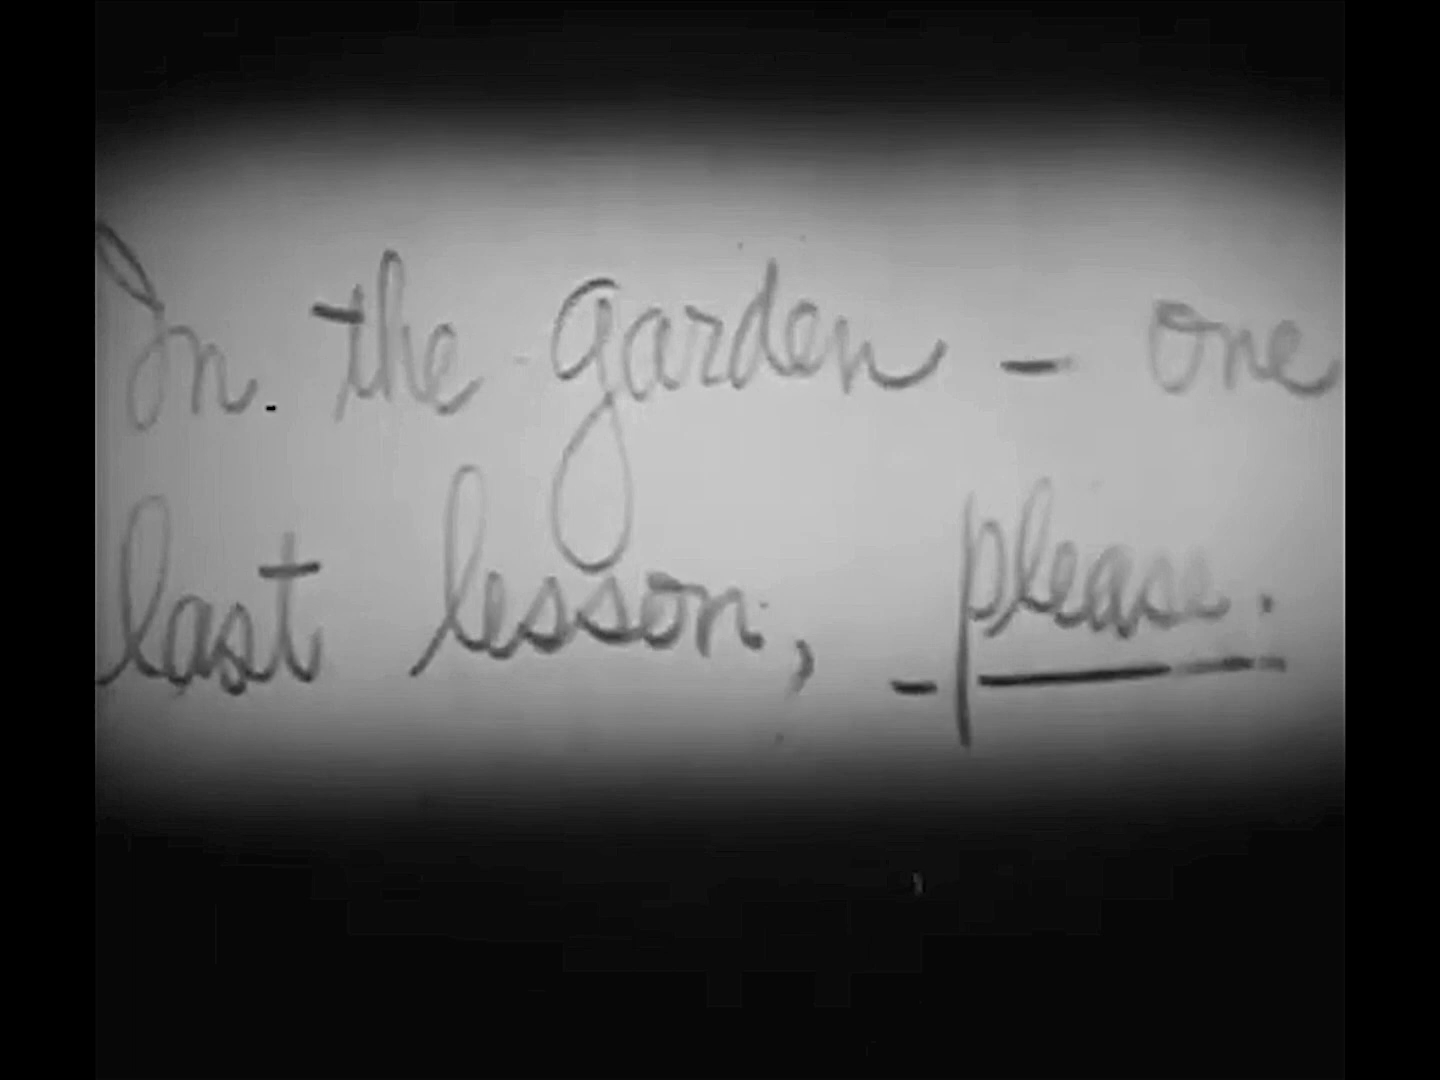 In the garden - one
last lesson, - please.